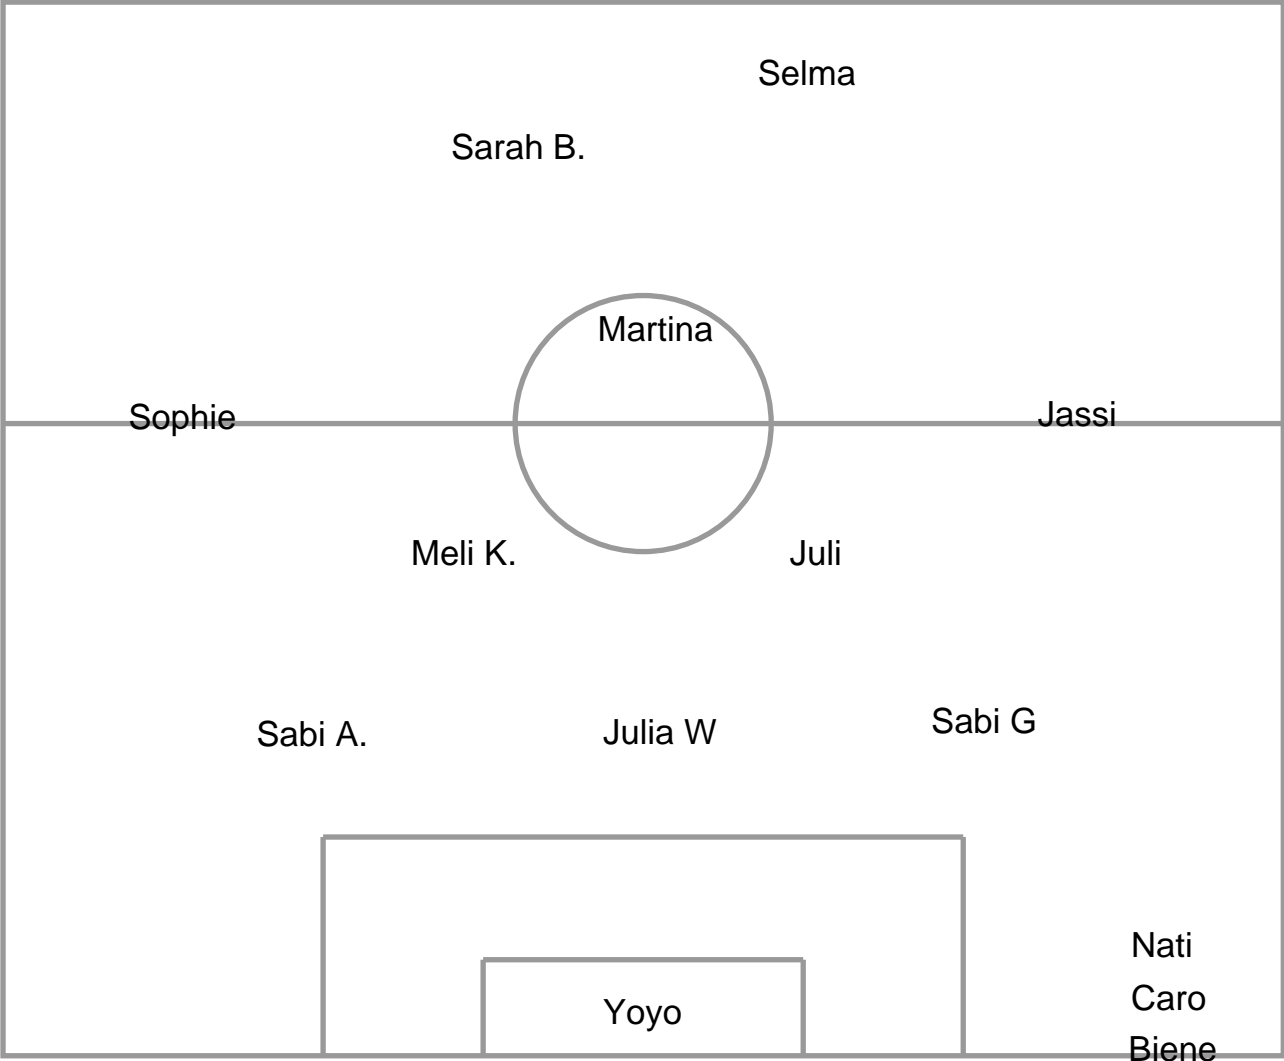 Selma
Sarah B.
Martina
Sophie
Jassi
Meli K.
Juli
Sabi A.
Julia W
Sabi G
Nati
Caro
Yoyo
Biene